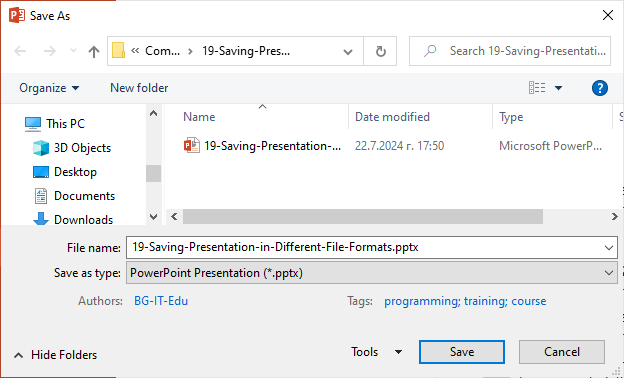 Save As
Com...
19-Saving-Pres...
Search 19-Saving-Presentati...
Organize
New folder
Name
Date modified
Type
S
This PC
3D Objects
Desktop
Documents
Downloads
19-Saving-Presentation-...
22.7.2024 г. 17:50
Microsoft PowerP...
File name: 19-Saving-Presentation-in-Different-File-Formats.pptx
Save as type: PowerPoint Presentation (*.pptx)
Authors: BG-IT-Edu
Tags: programming; training; course
Hide Folders
Tools
Save
Cancel